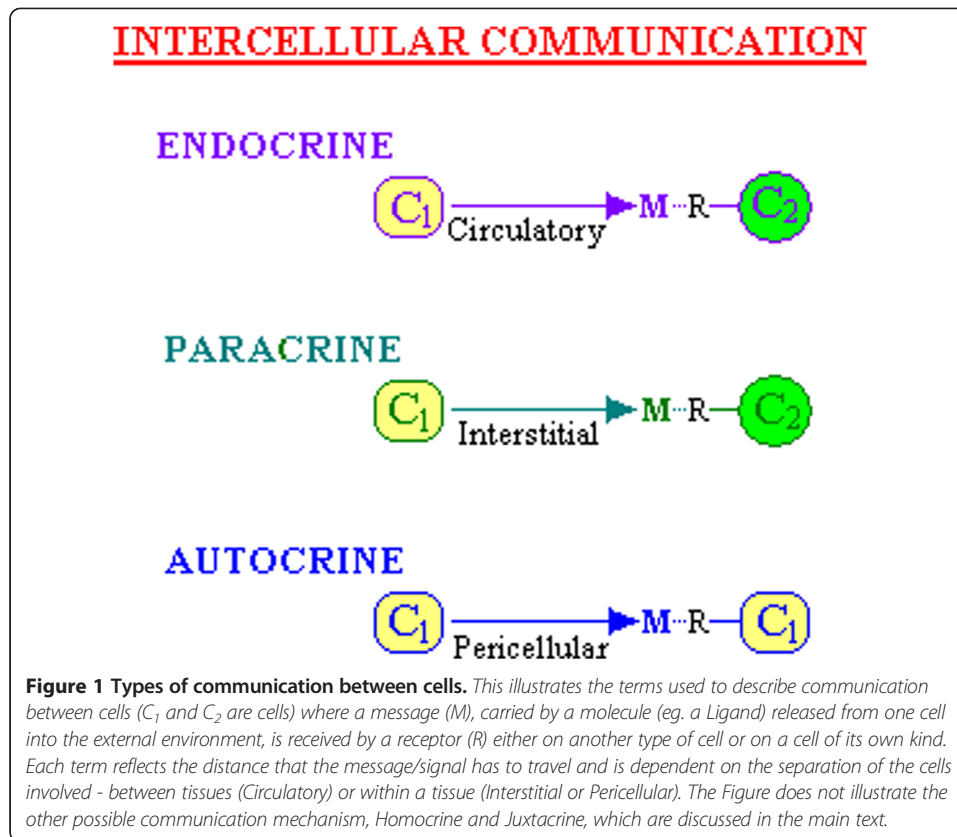 INTERCELLULAR COMMUNICATION
ENDOCRINE
C₁ Circulatory M R C₂
PARACRINE
C₁ Interstitial M R C₂
AUTOCRINE
C₁ Pericellular M R C₁
Figure 1 Types of communication between cells. This illustrates the terms used to describe communication
between cells (C₁ and C₂ are cells) where a message (M), carried by a molecule (eg. a Ligand) released from one cell
into the external environment, is received by a receptor (R) either on another type of cell or on a cell of its own kind.
Each term reflects the distance that the message/signal has to travel and is dependent on the separation of the cells
involved - between tissues (Circulatory) or within a tissue (Interstitial or Pericellular). The Figure does not illustrate the
other possible communication mechanism, Homocrine and Juxtacrine, which are discussed in the main text.